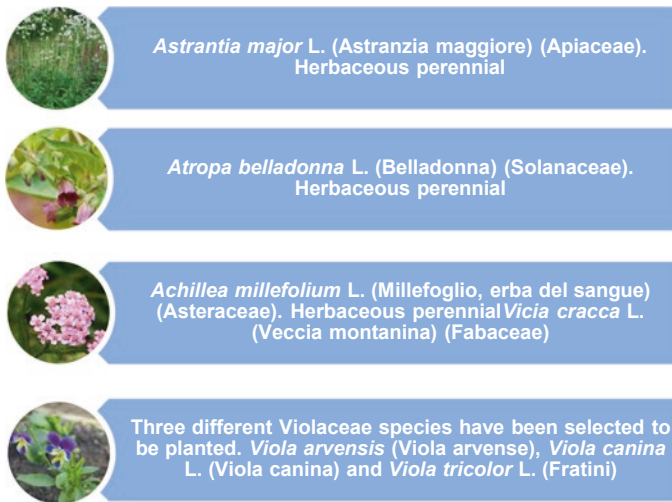 Astrantia major L. (Astranzia maggiore) (Apiaceae).
Herbaceous perennial
Atropa belladonna L. (Belladonna) (Solanaceae).
Herbaceous perennial
Achillea millefolium L. (Millefoglio, erba del sangue)
(Asteraceae). Herbaceous perennialVicia cracca L.
(Veccia montanina) (Fabaceae)
Three different Violaceae species have been selected to
be planted. Viola arvensis (Viola arvense), Viola canina
L. (Viola canina) and Viola tricolor L. (Fratini)